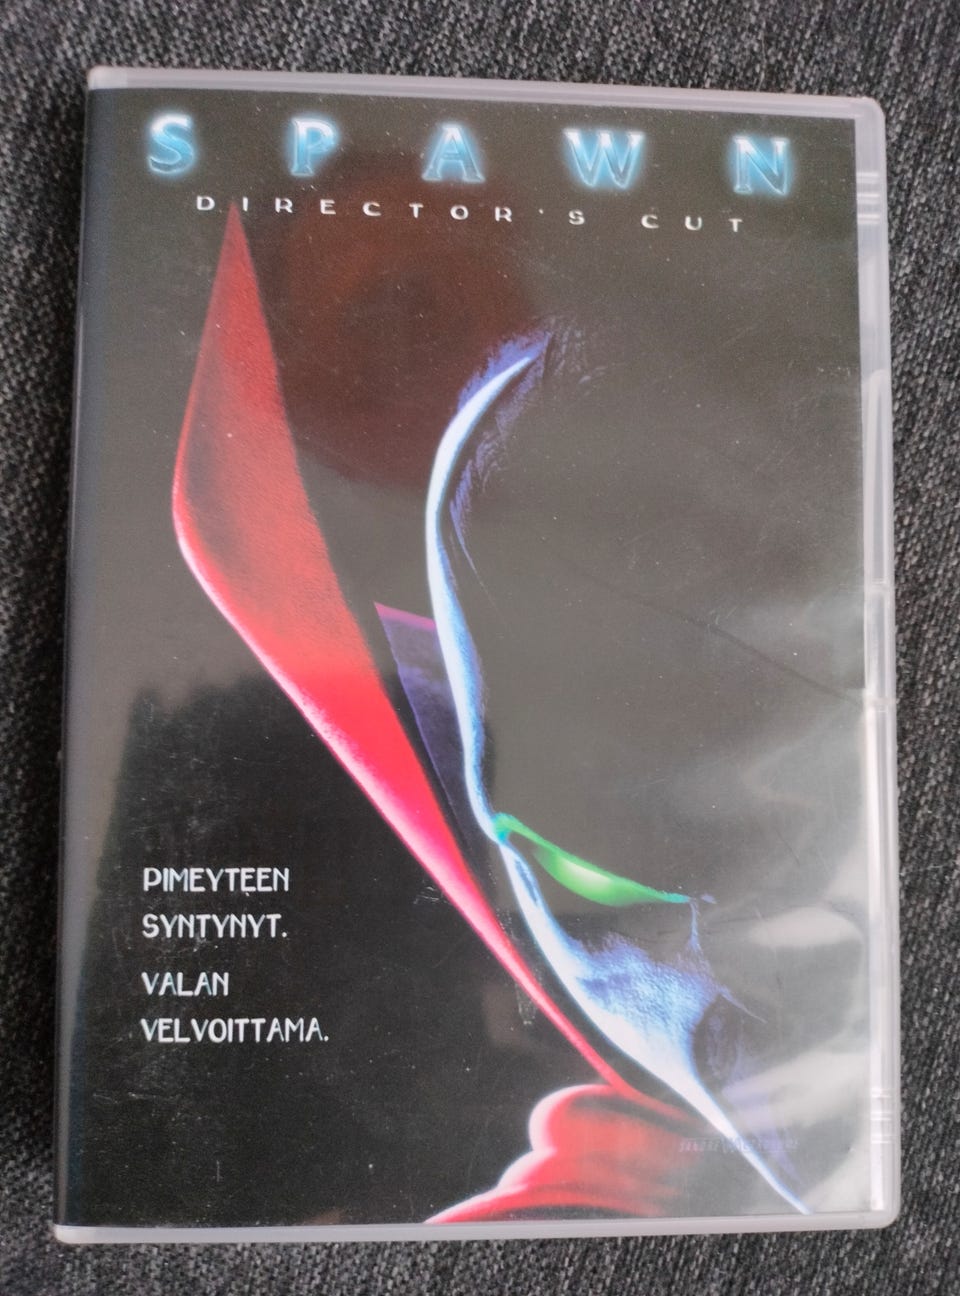 SPAWN
DIRECTOR'S CUT
PIMEYTEEN
SYNTYNYT.
VALAN
VELVOITTAMA.